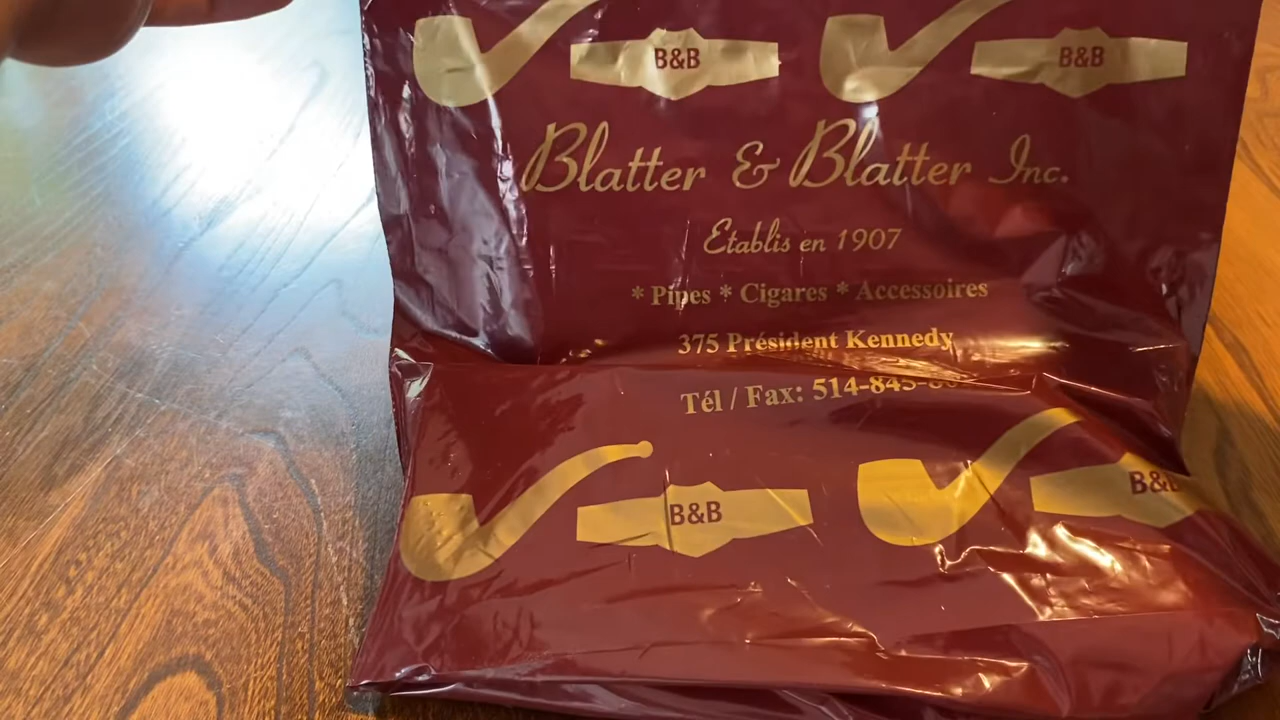 B&B B&B
Blatter & Blatter Inc.
Etablis en 1907
* Pipes * Cigares * Accessoires
375 Président Kennedy
Tél / Fax:
B&B B&B